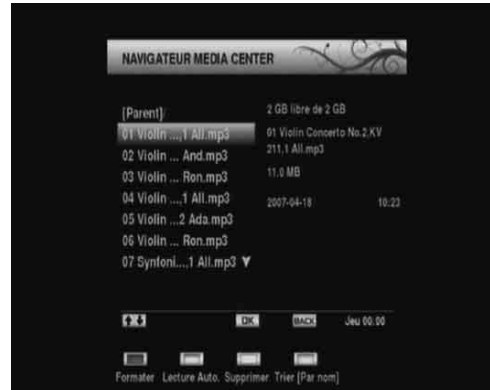 NAVIGATEUR MEDIA CENTER
[Parent]/
01 Violin ...,1 All.mp3
02 Violin ... And.mp3
03 Violin ... Ron.mp3
04 Violin ...,1 All.mp3
05 Violin ...2 Ada.mp3
06 Violin ... Ron.mp3
07 Synfoni...,1 All.mp3
2 GB libre de 2 GB
01 Violin Concerto No.2,KV
211,1 All.mp3
11.0 MB
2007-04-18 10:23
OK BACK Jeu 00:00
Formater Lecture Auto. Supprimer Trier [Par nom]